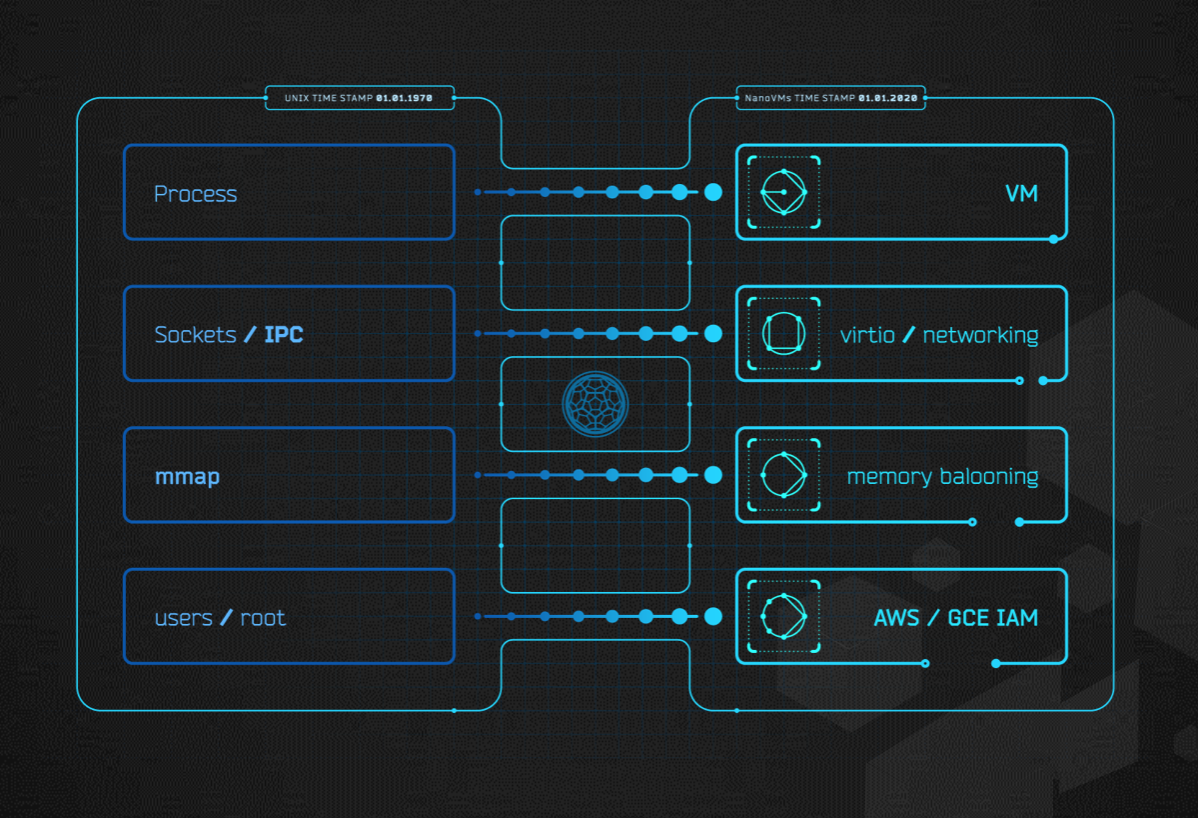 UNIX TIME STAMP 01.01.1970
NanoVMs TIME STAMP 01.01.2020
Process
VM
Sockets / IPC
virtio / networking
mmap
memory balooning
users / root
AWS / GCE IAM